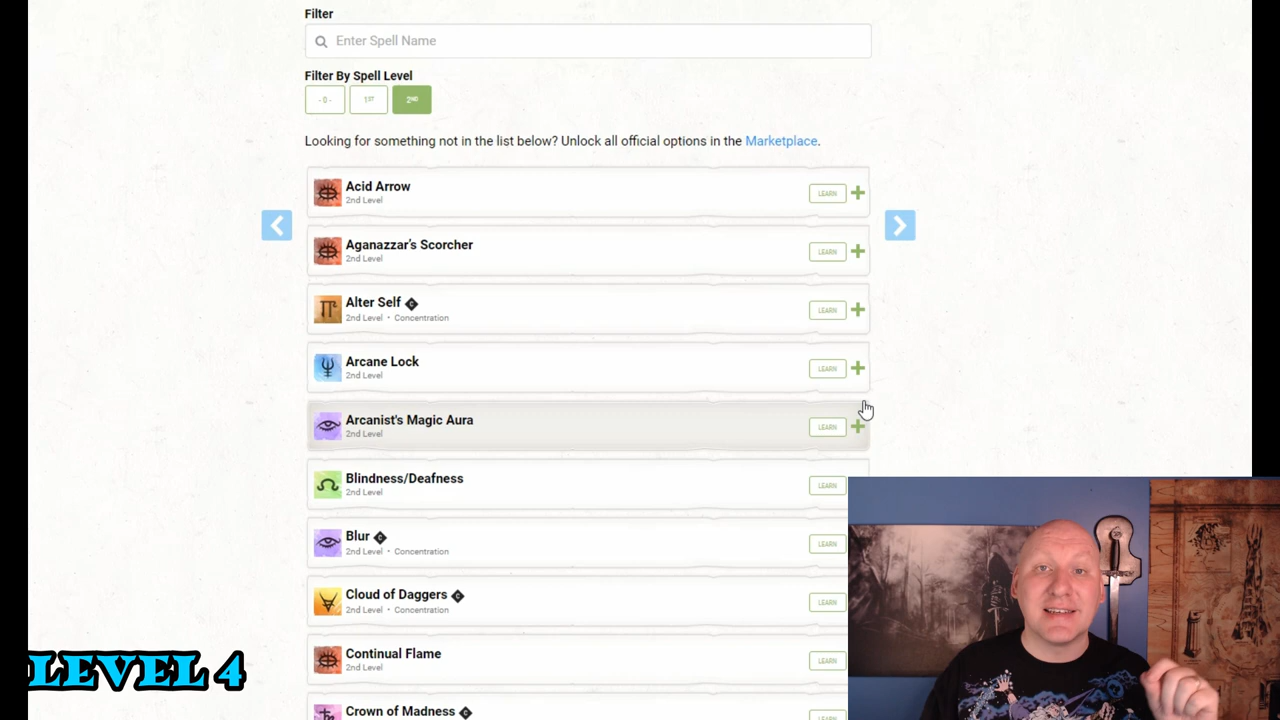 Filter
Enter Spell Name
Filter By Spell Level
- 0 -
1ST
2ND
Looking for something not in the list below? Unlock all official options in the Marketplace.
Acid Arrow
2nd Level
LEARN
Aganazzar's Scorcher
2nd Level
LEARN
Alter Self
2nd Level • Concentration
LEARN
Arcane Lock
2nd Level
LEARN
Arcanist's Magic Aura
2nd Level
LEARN
Blindness/Deafness
2nd Level
LEARN
Blur
2nd Level • Concentration
LEARN
Cloud of Daggers
2nd Level • Concentration
LEARN
Continual Flame
2nd Level
LEARN
Crown of Madness
LEARN
LEVEL 4